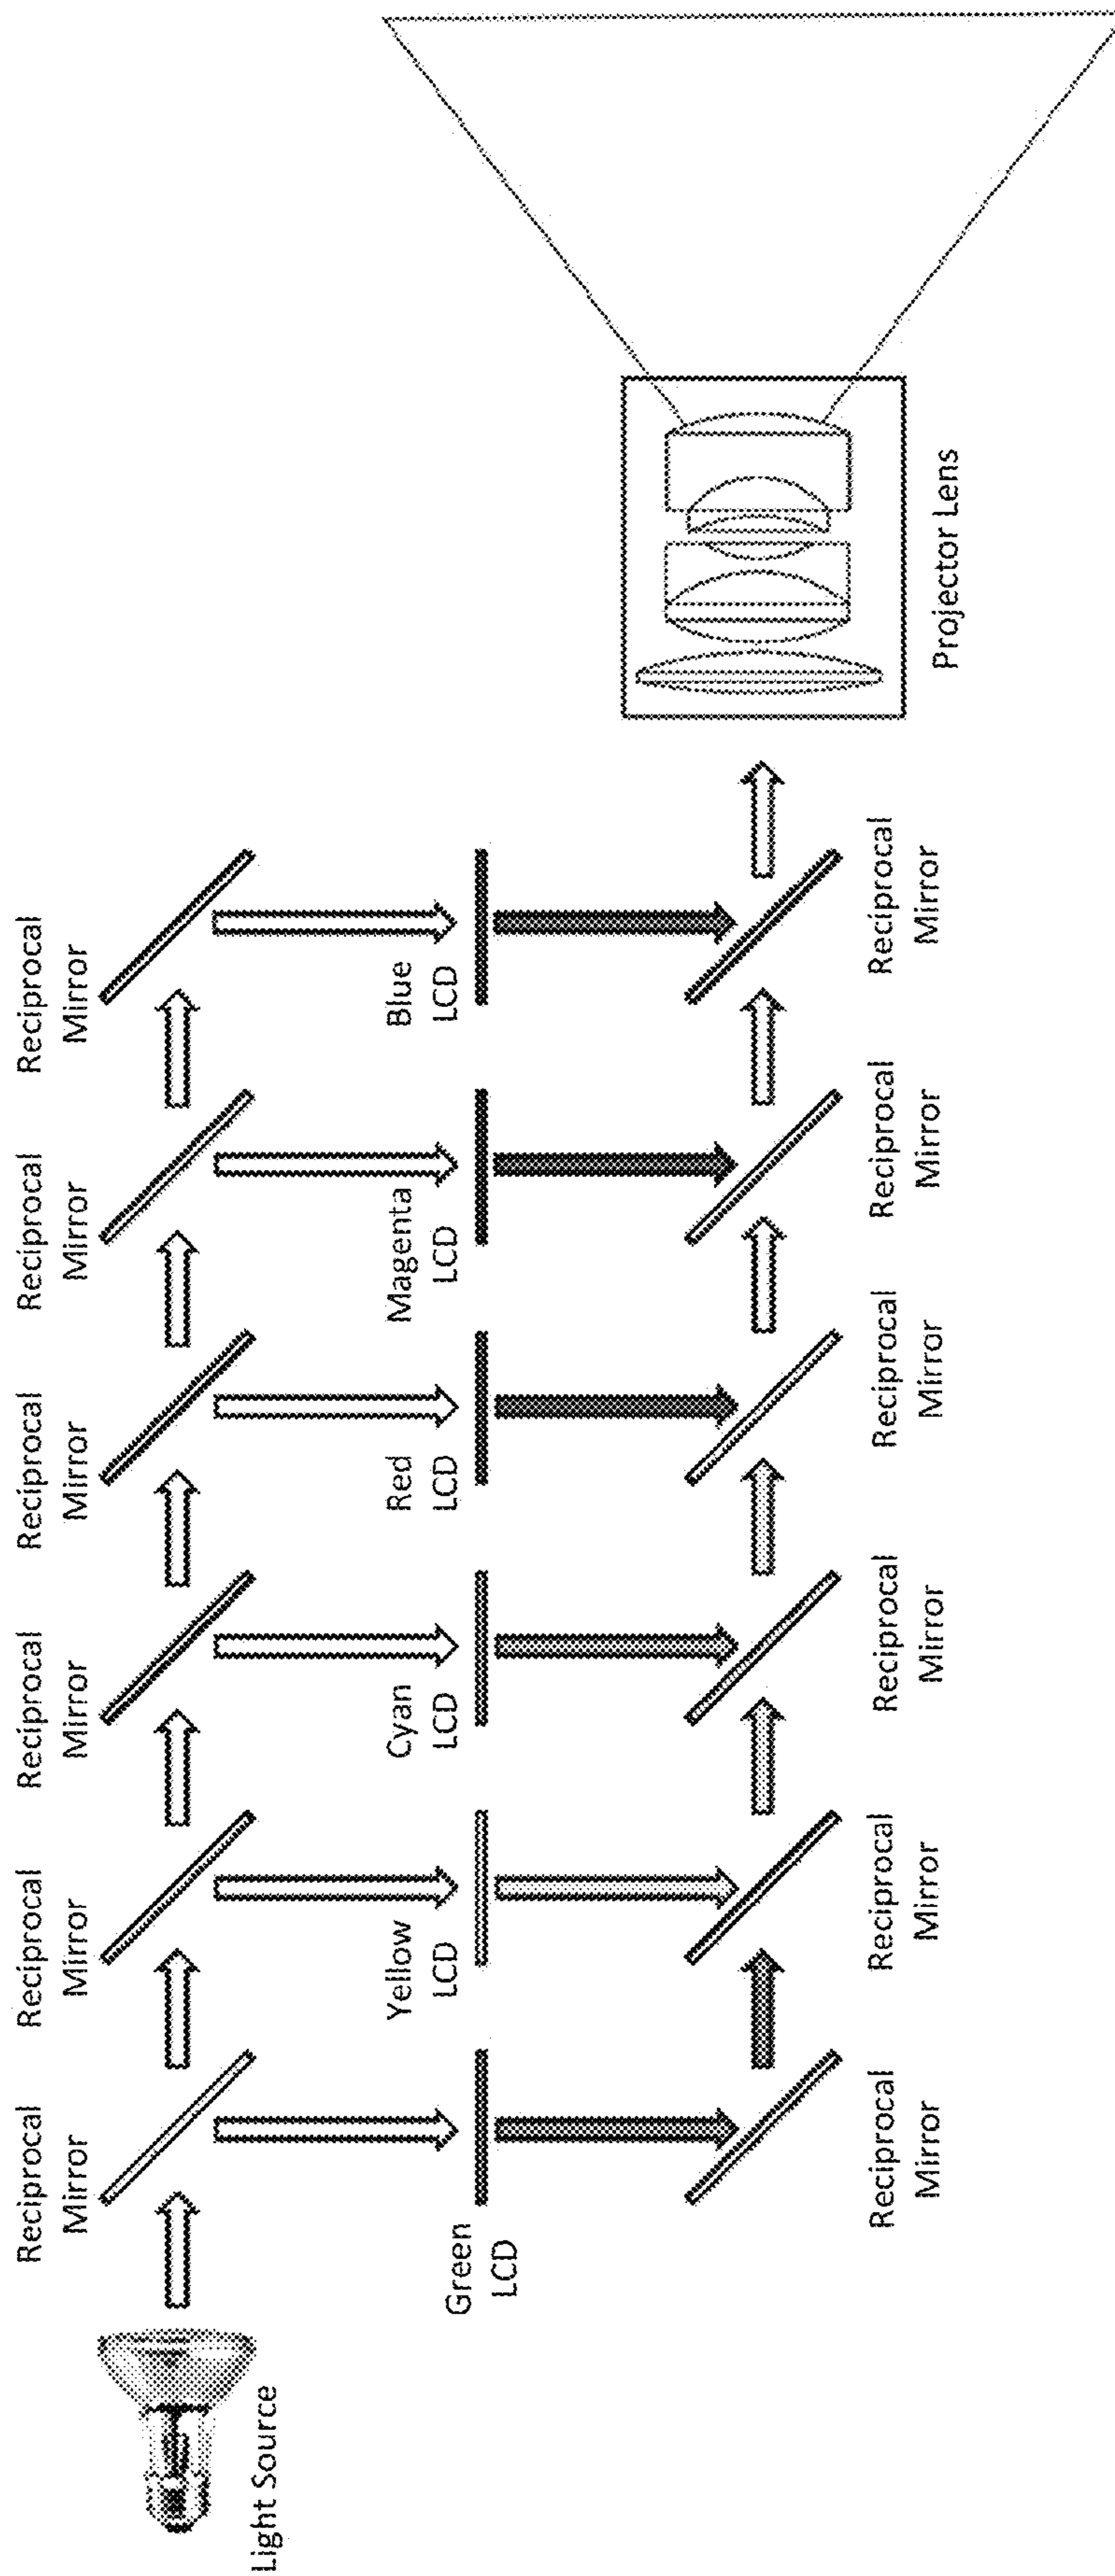 Reciprocal
Mirror
Reciprocal
Mirror
Reciprocal
Mirror
Reciprocal
Mirror
Reciprocal
Mirror
Reciprocal
Mirror
Light Source
Green
LCD
Yellow
LCD
Cyan
LCD
Red
LCD
Magenta
LCD
Blue
LCD
Reciprocal
Mirror
Reciprocal
Mirror
Reciprocal
Mirror
Reciprocal
Mirror
Reciprocal
Mirror
Reciprocal
Mirror
Projector Lens